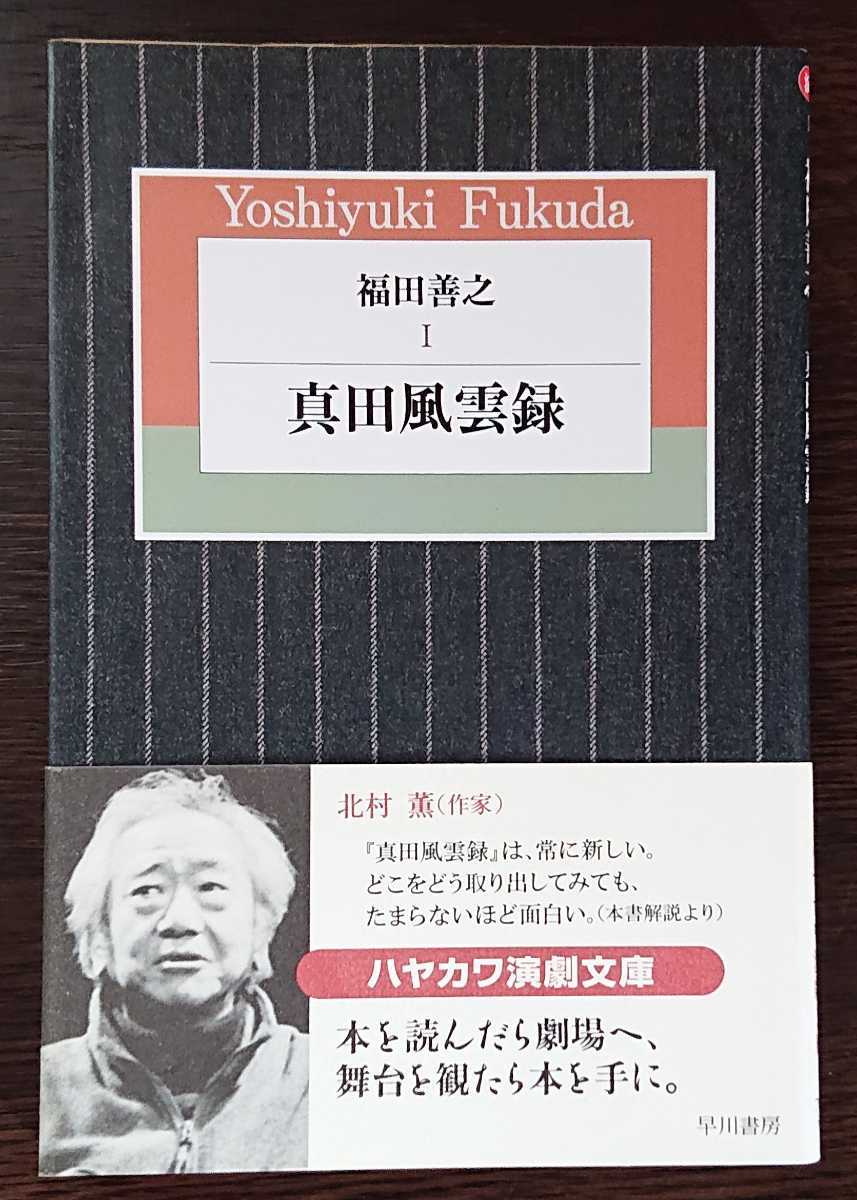 Yoshiyuki Fukuda
福田善之
I
真田風雲録
北村 薫(作家)
『真田風雲録』は、常に新しい。
どこをどう取り出してみても、
たまらないほど面白い。(本書解説より)
ハヤカワ演劇文庫
本を読んだら劇場へ、
舞台を観たら本を手に。
早川書房